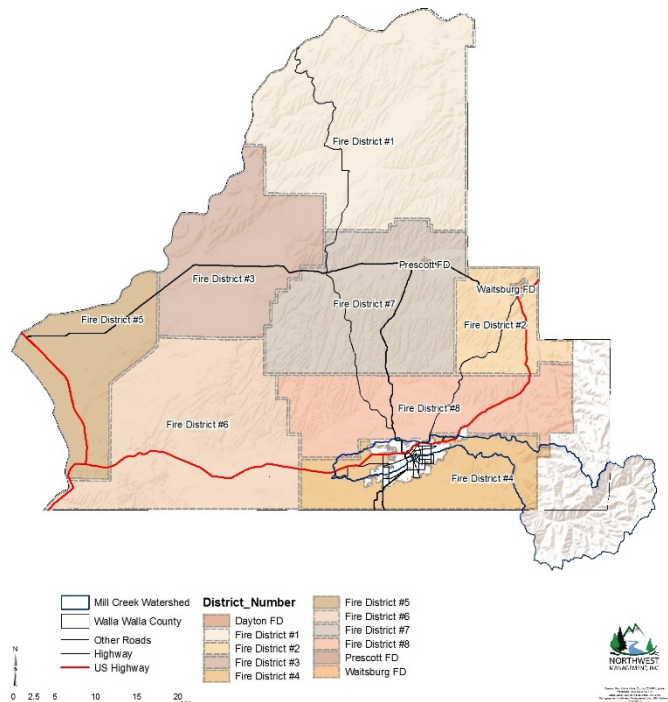 Fire District #1
Prescott FD
Fire District #3
Waitsburg FD
Fire District #7
Fire District #5
Fire District #2
Fire District #8
Fire District #6
Fire District #4
Mill Creek Watershed
Walla Walla County
Other Roads
Highway
US Highway
District_Number
Dayton FD
Fire District #1
Fire District #2
Fire District #3
Fire District #4
Fire District #5
Fire District #6
Fire District #7
Fire District #8
Prescott FD
Waitsburg FD
N
0 2.5 5 10 15 20
NORTHWEST
MANAGEMENT, INC.